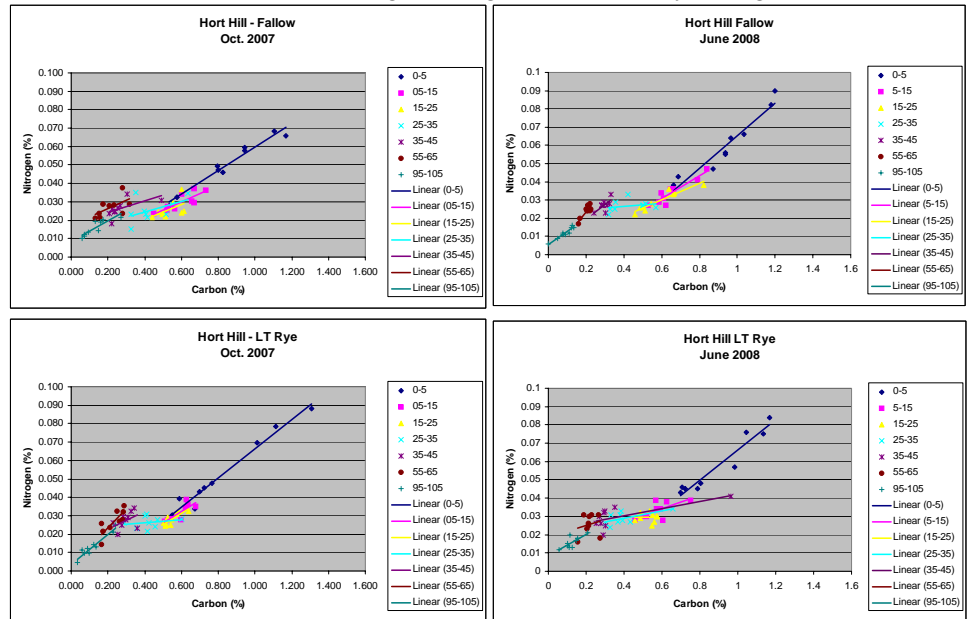 Hort Hill - Fallow
Oct. 2007
Nitrogen (%)
0.100
0.090
0.080
0.070
0.060
0.050
0.040
0.030
0.020
0.010
0.000
0.000 0.200 0.400 0.600 0.800 1.000 1.200 1.400 1.600
Carbon (%)
0-5
05-15
15-25
25-35
35-45
55-65
95-105
Linear (0-5)
Linear (05-15)
Linear (15-25)
Linear (25-35)
Linear (35-45)
Linear (55-65)
Linear (95-105)
Hort Hill Fallow
June 2008
Nitrogen (%)
0.1
0.09
0.08
0.07
0.06
0.05
0.04
0.03
0.02
0.01
0
0 0.2 0.4 0.6 0.8 1 1.2 1.4 1.6
Carbon (%)
0-5
5-15
15-25
25-35
35-45
55-65
95-105
Linear (0-5)
Linear (5-15)
Linear (15-25)
Linear (25-35)
Linear (35-45)
Linear (55-65)
Linear (95-105)
Hort Hill - LT Rye
Oct. 2007
Nitrogen (%)
0.100
0.090
0.080
0.070
0.060
0.050
0.040
0.030
0.020
0.010
0.000
0.000 0.200 0.400 0.600 0.800 1.000 1.200 1.400 1.600
Carbon (%)
0-5
05-15
15-25
25-35
35-45
55-65
95-105
Linear (0-5)
Linear (05-15)
Linear (15-25)
Linear (25-35)
Linear (35-45)
Linear (55-65)
Linear (95-105)
Hort Hill LT Rye
June 2008
Nitrogen (%)
0.1
0.09
0.08
0.07
0.06
0.05
0.04
0.03
0.02
0.01
0
0 0.2 0.4 0.6 0.8 1 1.2 1.4 1.6
Carbon (%)
0-5
5-15
15-25
25-35
35-45
55-65
95-105
Linear (0-5)
Linear (5-15)
Linear (15-25)
Linear (25-35)
Linear (35-45)
Linear (55-65)
Linear (95-105)